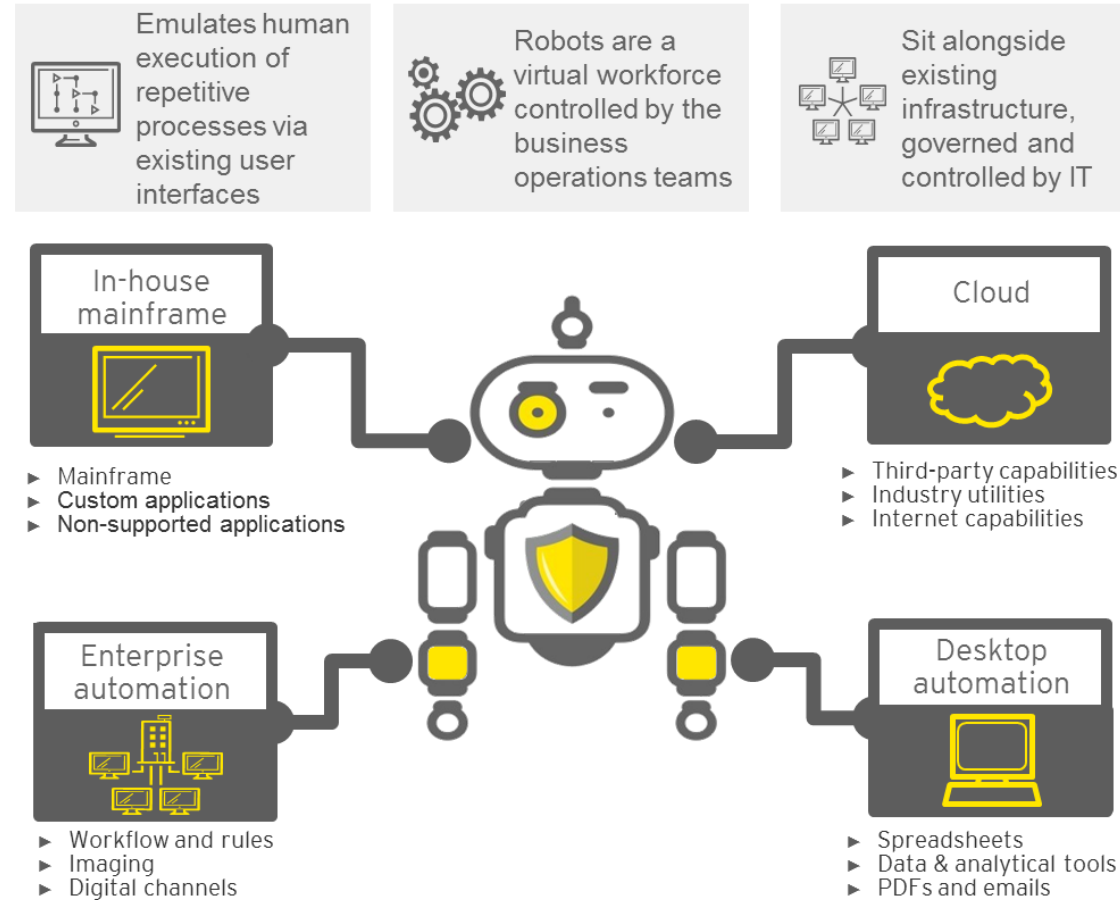 Emulates human
execution of
repetitive
processes via
existing user
interfaces
Robots are a
virtual workforce
controlled by the
business
operations teams
Sit alongside
existing
infrastructure,
governed and
controlled by IT
In-house
mainframe
► Mainframe
► Custom applications
► Non-supported applications
Cloud
► Third-party capabilities
► Industry utilities
► Internet capabilities
Enterprise
automation
► Workflow and rules
► Imaging
► Digital channels
Desktop
automation
► Spreadsheets
► Data & analytical tools
► PDFs and emails